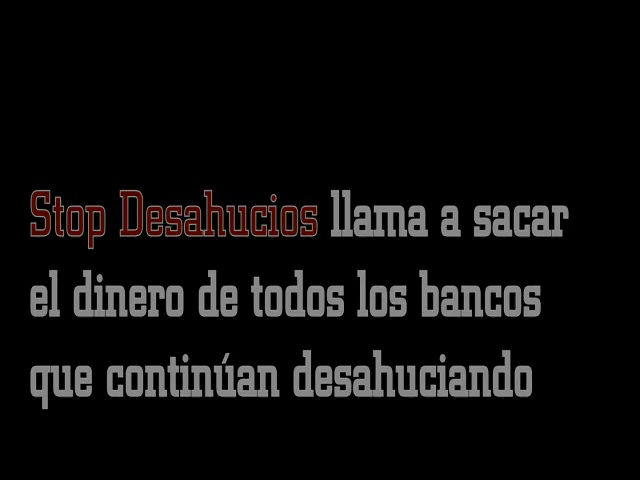 Stop Desahucios llama a sacar
el dinero de todos los bancos
que continúan desahuciando